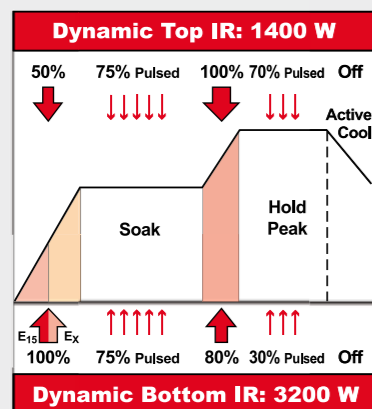 Dynamic Top IR: 1400 W
50% 75% Pulsed 100% 70% Pulsed Off
Active
Cool
Soak
Hold
Peak
E15 EX
100% 75% Pulsed 80% 30% Pulsed Off
Dynamic Bottom IR: 3200 W